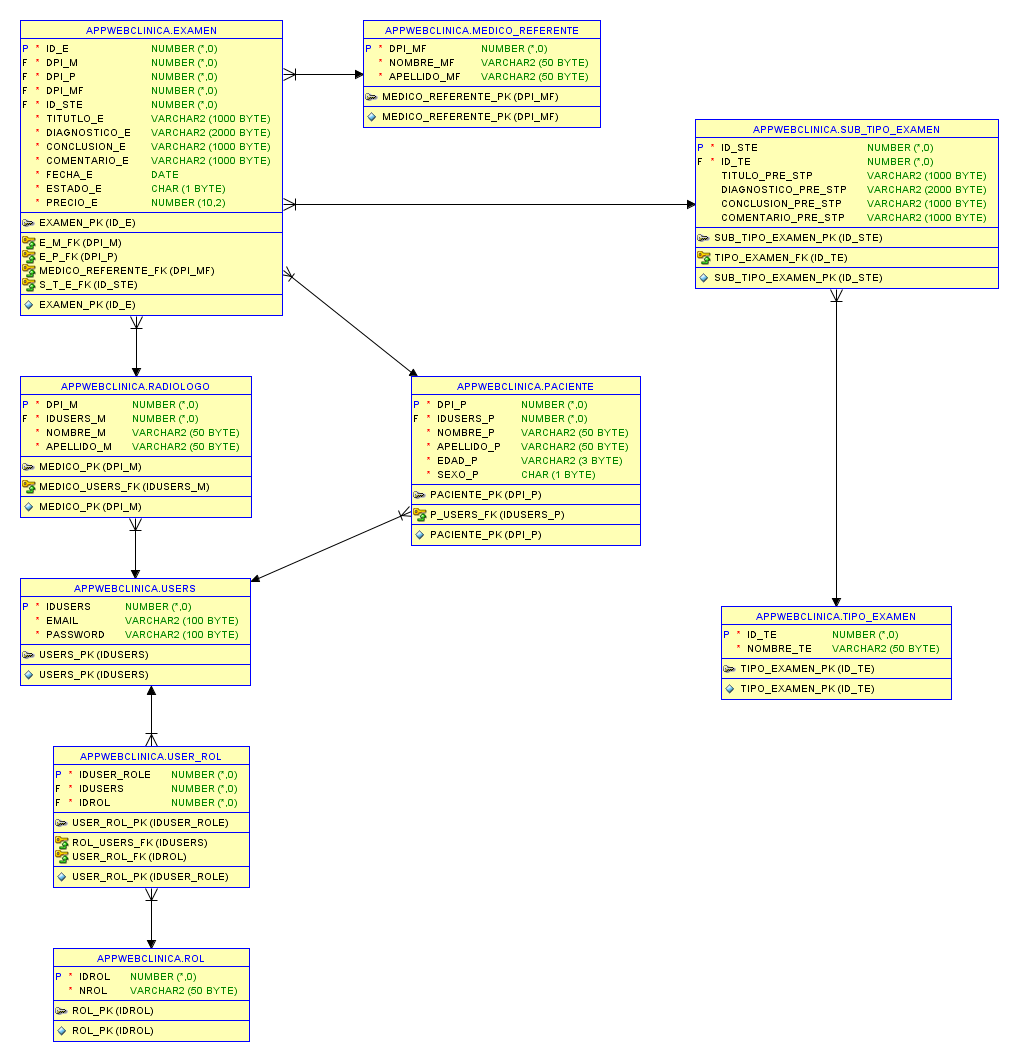 APPWEBCLINICA.EXAMEN
P * ID_E NUMBER (*,0)
F * DPI_M NUMBER (*,0)
F * DPI_P NUMBER (*,0)
F * DPI_MF NUMBER (*,0)
F * ID_STE NUMBER (*,0)
* TITUTLO_E VARCHAR2 (1000 BYTE)
* DIAGNOSTICO_E VARCHAR2 (2000 BYTE)
* CONCLUSION_E VARCHAR2 (1000 BYTE)
* COMENTARIO_E VARCHAR2 (1000 BYTE)
* FECHA_E DATE
* ESTADO_E CHAR (1 BYTE)
* PRECIO_E NUMBER (10,2)
EXAMEN_PK (ID_E)
E_M_FK (DPI_M)
E_P_FK (DPI_P)
MEDICO_REFERENTE_FK (DPI_MF)
S_T_E_FK (ID_STE)
EXAMEN_PK (ID_E)
APPWEBCLINICA.MEDICO_REFERENTE
P * DPI_MF NUMBER (*,0)
* NOMBRE_MF VARCHAR2 (50 BYTE)
* APELLIDO_MF VARCHAR2 (50 BYTE)
MEDICO_REFERENTE_PK (DPI_MF)
MEDICO_REFERENTE_PK (DPI_MF)
APPWEBCLINICA.SUB_TIPO_EXAMEN
P * ID_STE NUMBER (*,0)
F * ID_TE NUMBER (*,0)
TITULO_PRE_STP VARCHAR2 (1000 BYTE)
DIAGNOSTICO_PRE_STP VARCHAR2 (2000 BYTE)
CONCLUSION_PRE_STP VARCHAR2 (1000 BYTE)
COMENTARIO_PRE_STP VARCHAR2 (1000 BYTE)
SUB_TIPO_EXAMEN_PK (ID_STE)
TIPO_EXAMEN_FK (ID_TE)
SUB_TIPO_EXAMEN_PK (ID_STE)
APPWEBCLINICA.RADIOLOGO
P * DPI_M NUMBER (*,0)
F * IDUSERS_M NUMBER (*,0)
* NOMBRE_M VARCHAR2 (50 BYTE)
* APELLIDO_M VARCHAR2 (50 BYTE)
MEDICO_PK (DPI_M)
MEDICO_USERS_FK (IDUSERS_M)
MEDICO_PK (DPI_M)
APPWEBCLINICA.PACIENTE
P * DPI_P NUMBER (*,0)
F * IDUSERS_P NUMBER (*,0)
* NOMBRE_P VARCHAR2 (50 BYTE)
* APELLIDO_P VARCHAR2 (50 BYTE)
* EDAD_P VARCHAR2 (3 BYTE)
* SEXO_P CHAR (1 BYTE)
PACIENTE_PK (DPI_P)
P_USERS_FK (IDUSERS_P)
PACIENTE_PK (DPI_P)
APPWEBCLINICA.USERS
P * IDUSERS NUMBER (*,0)
* EMAIL VARCHAR2 (100 BYTE)
* PASSWORD VARCHAR2 (100 BYTE)
USERS_PK (IDUSERS)
USERS_PK (IDUSERS)
APPWEBCLINICA.TIPO_EXAMEN
P * ID_TE NUMBER (*,0)
* NOMBRE_TE VARCHAR2 (50 BYTE)
TIPO_EXAMEN_PK (ID_TE)
TIPO_EXAMEN_PK (ID_TE)
APPWEBCLINICA.USER_ROL
P * IDUSER_ROLE NUMBER (*,0)
F * IDUSERS NUMBER (*,0)
F * IDROL NUMBER (*,0)
USER_ROL_PK (IDUSER_ROLE)
ROL_USERS_FK (IDUSERS)
USER_ROL_FK (IDROL)
USER_ROL_PK (IDUSER_ROLE)
APPWEBCLINICA.ROL
P * IDROL NUMBER (*,0)
* NROL VARCHAR2 (50 BYTE)
ROL_PK (IDROL)
ROL_PK (IDROL)